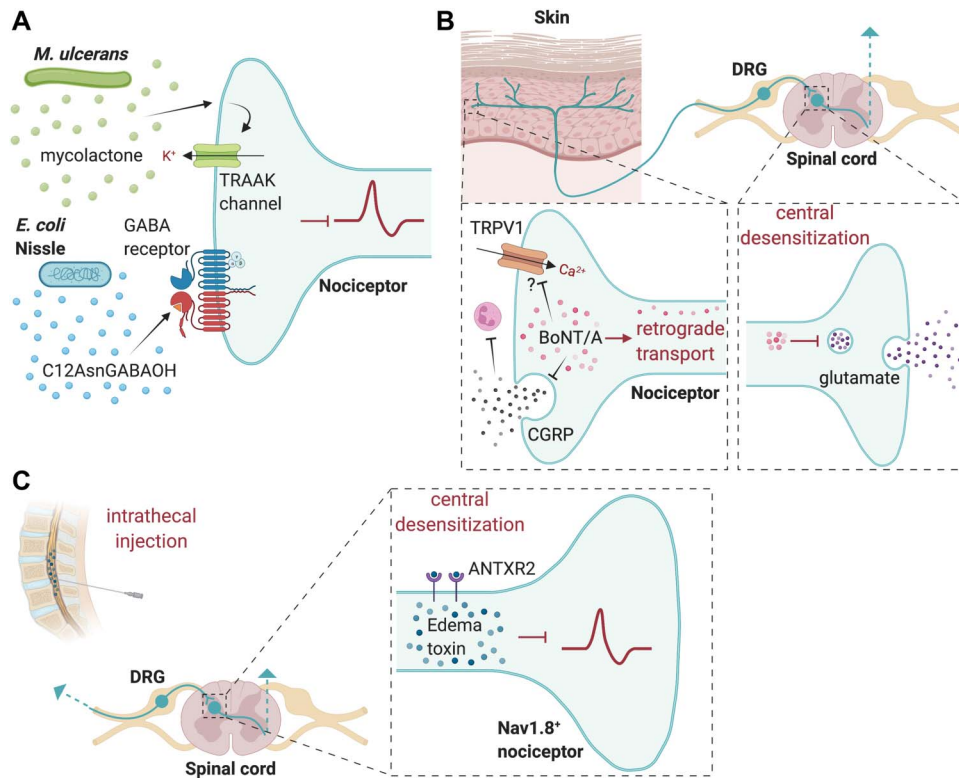 A
M. ulcerans
mycolactone
K+
TRAAK
channel
E. coli
Nissle
GABA
receptor
Nociceptor
C12AsnGABAOH
B
Skin
DRG
Spinal cord
TRPV1
Ca²⁺
?
BoNT/A
retrograde
transport
Nociceptor
CGRP
central
desensitization
glutamate
C
intrathecal
injection
DRG
Spinal cord
central
desensitization
ANTXR2
Edema
toxin
Nav1.8⁺
nociceptor